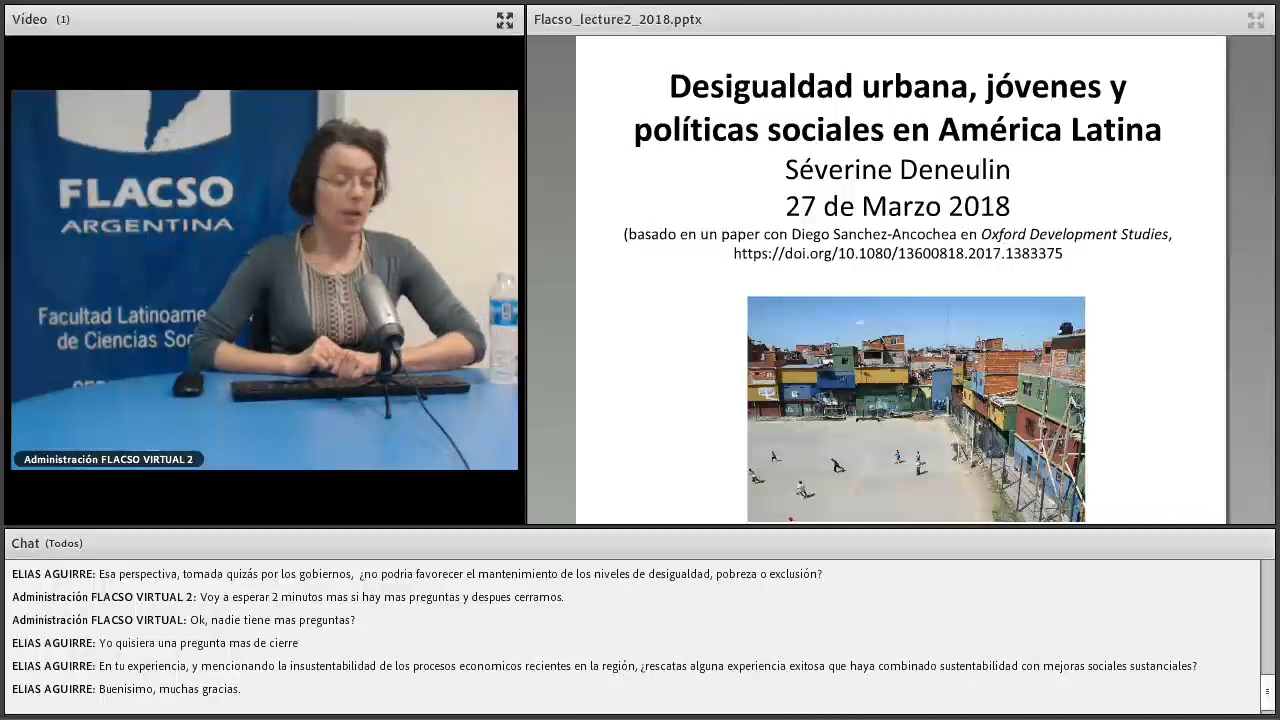 Vídeo (1)
FLACSO
ARGENTINA
Facultad Latinoame
de Ciencias Soc
Administración FLACSO VIRTUAL 2
Flacso_lecture2_2018.pptx
Desigualdad urbana, jóvenes y
políticas sociales en América Latina
Séverine Deneulin
27 de Marzo 2018
(basado en un paper con Diego Sanchez-Ancochea en Oxford Development Studies,
https://doi.org/10.1080/13600818.2017.1383375
Chat (Todos)
ELIAS AGUIRRE: Esa perspectiva, tomada quizás por los gobiernos, ¿no podria favorecer el mantenimiento de los niveles de desigualdad, pobreza o exclusión?
Administración FLACSO VIRTUAL 2: Voy a esperar 2 minutos mas si hay mas preguntas y despues cerramos.
Administración FLACSO VIRTUAL: Ok, nadie tiene mas preguntas?
ELIAS AGUIRRE: Yo quisiera una pregunta mas de cierre
ELIAS AGUIRRE: En tu experiencia, y mencionando la insustentabilidad de los procesos economicos recientes en la región, ¿rescatas alguna experiencia exitosa que haya combinado sustentabilidad con mejoras sociales sustanciales?
ELIAS AGUIRRE: Buenisimo, muchas gracias.